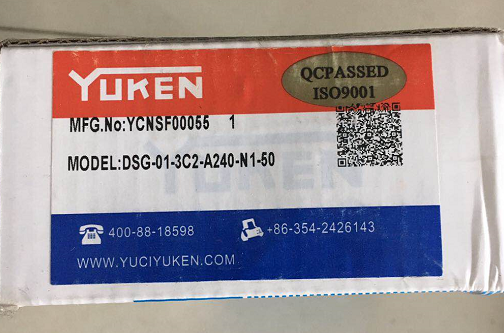 YUKEN
QCPASSED
ISO9001
MFG.No:YCNSF00055 1
MODEL:DSG-01-3C2-A240-N1-50
YUKEN
400-88-18598
+86-354-2426143
WWW.YUCIYUKEN.COM